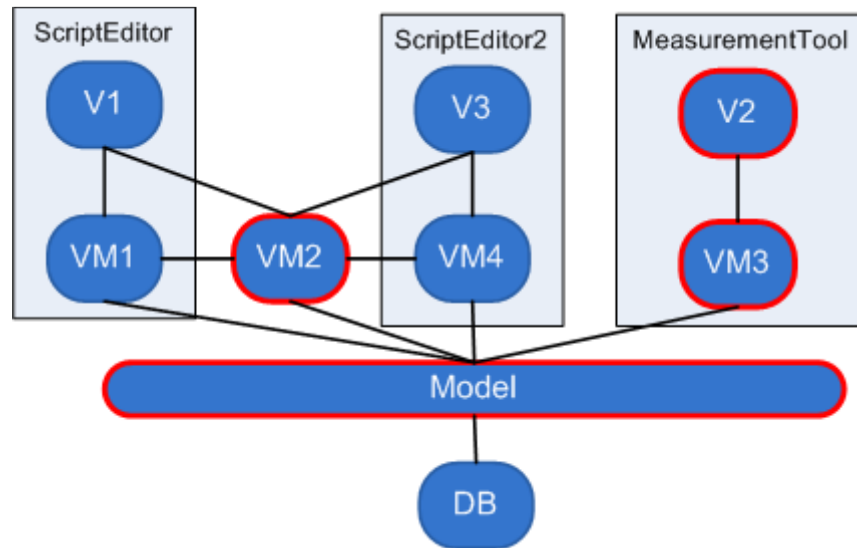 ScriptEditor
ScriptEditor2
MeasurementTool
V1
V3
V2
VM1
VM2
VM4
VM3
Model
DB